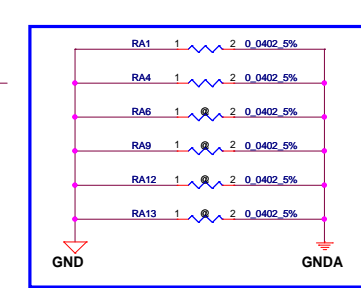 RA1 1 2 0_0402_5%
RA4 1 2 0_0402_5%
RA6 1 @ 2 0_0402_5%
RA9 1 @ 2 0_0402_5%
RA12 1 @ 2 0_0402_5%
RA13 1 @ 2 0_0402_5%
GND GNDA